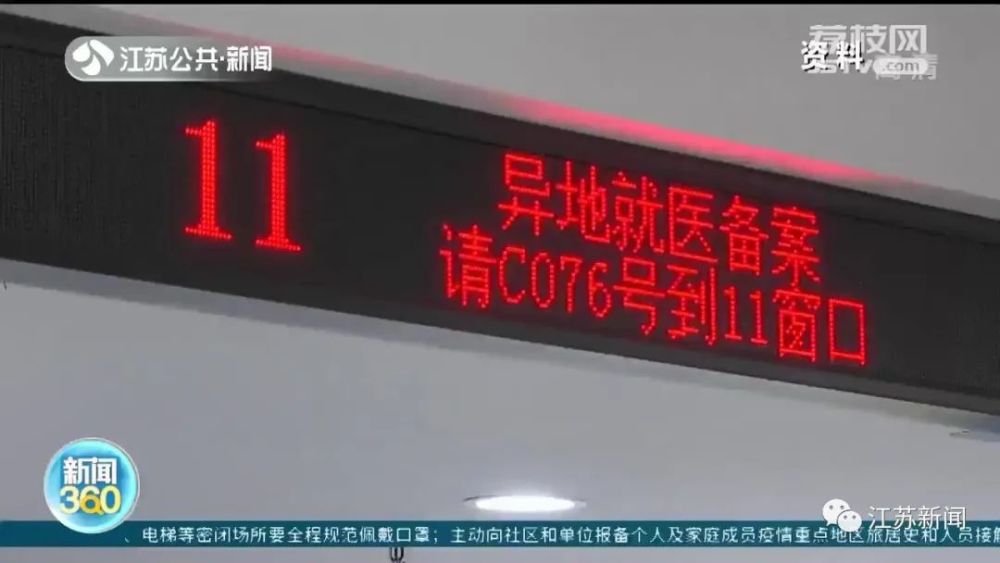 江苏公共·新闻
荔枝网
.com
资料
11
异地就医备案
请C076号到11窗口
新闻
360
江苏新闻
、电梯等密闭场所要全程规范佩戴口罩；主动向社区和单位报备个人及家庭成员疫情重点地区旅居史和人员接触